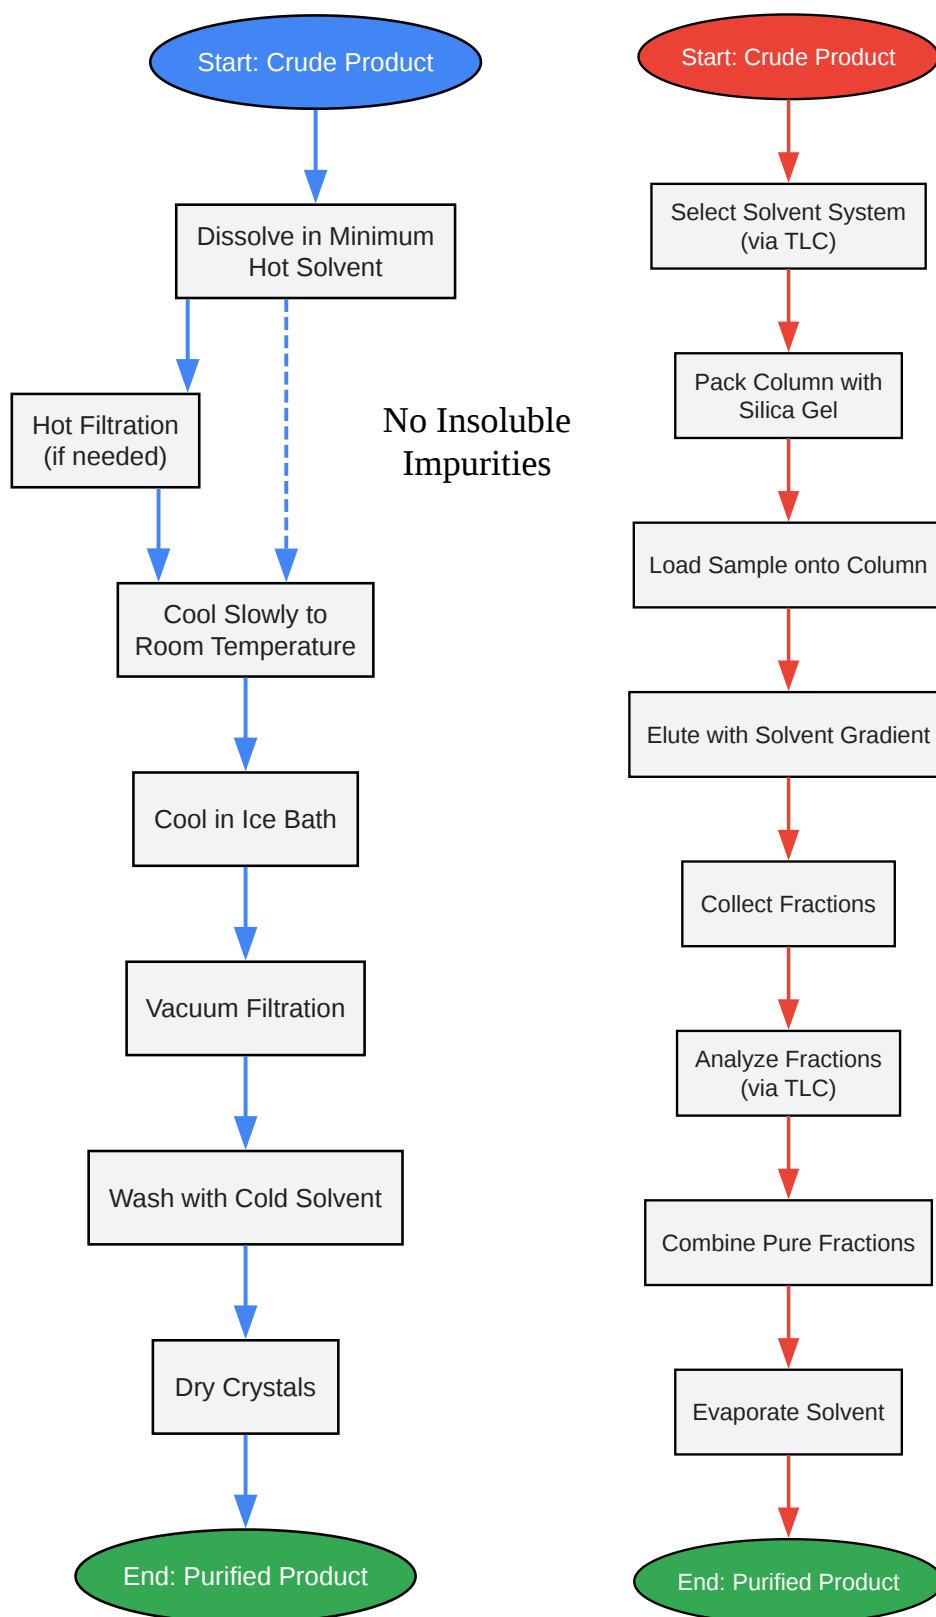 Start: Crude Product
Dissolve in Minimum
Hot Solvent
Hot Filtration
(if needed)
No Insoluble
Impurities
Cool Slowly to
Room Temperature
Cool in Ice Bath
Vacuum Filtration
Wash with Cold Solvent
Dry Crystals
End: Purified Product
Start: Crude Product
Select Solvent System
(via TLC)
Pack Column with
Silica Gel
Load Sample onto Column
Elute with Solvent Gradient
Collect Fractions
Analyze Fractions
(via TLC)
Combine Pure Fractions
Evaporate Solvent
End: Purified Product